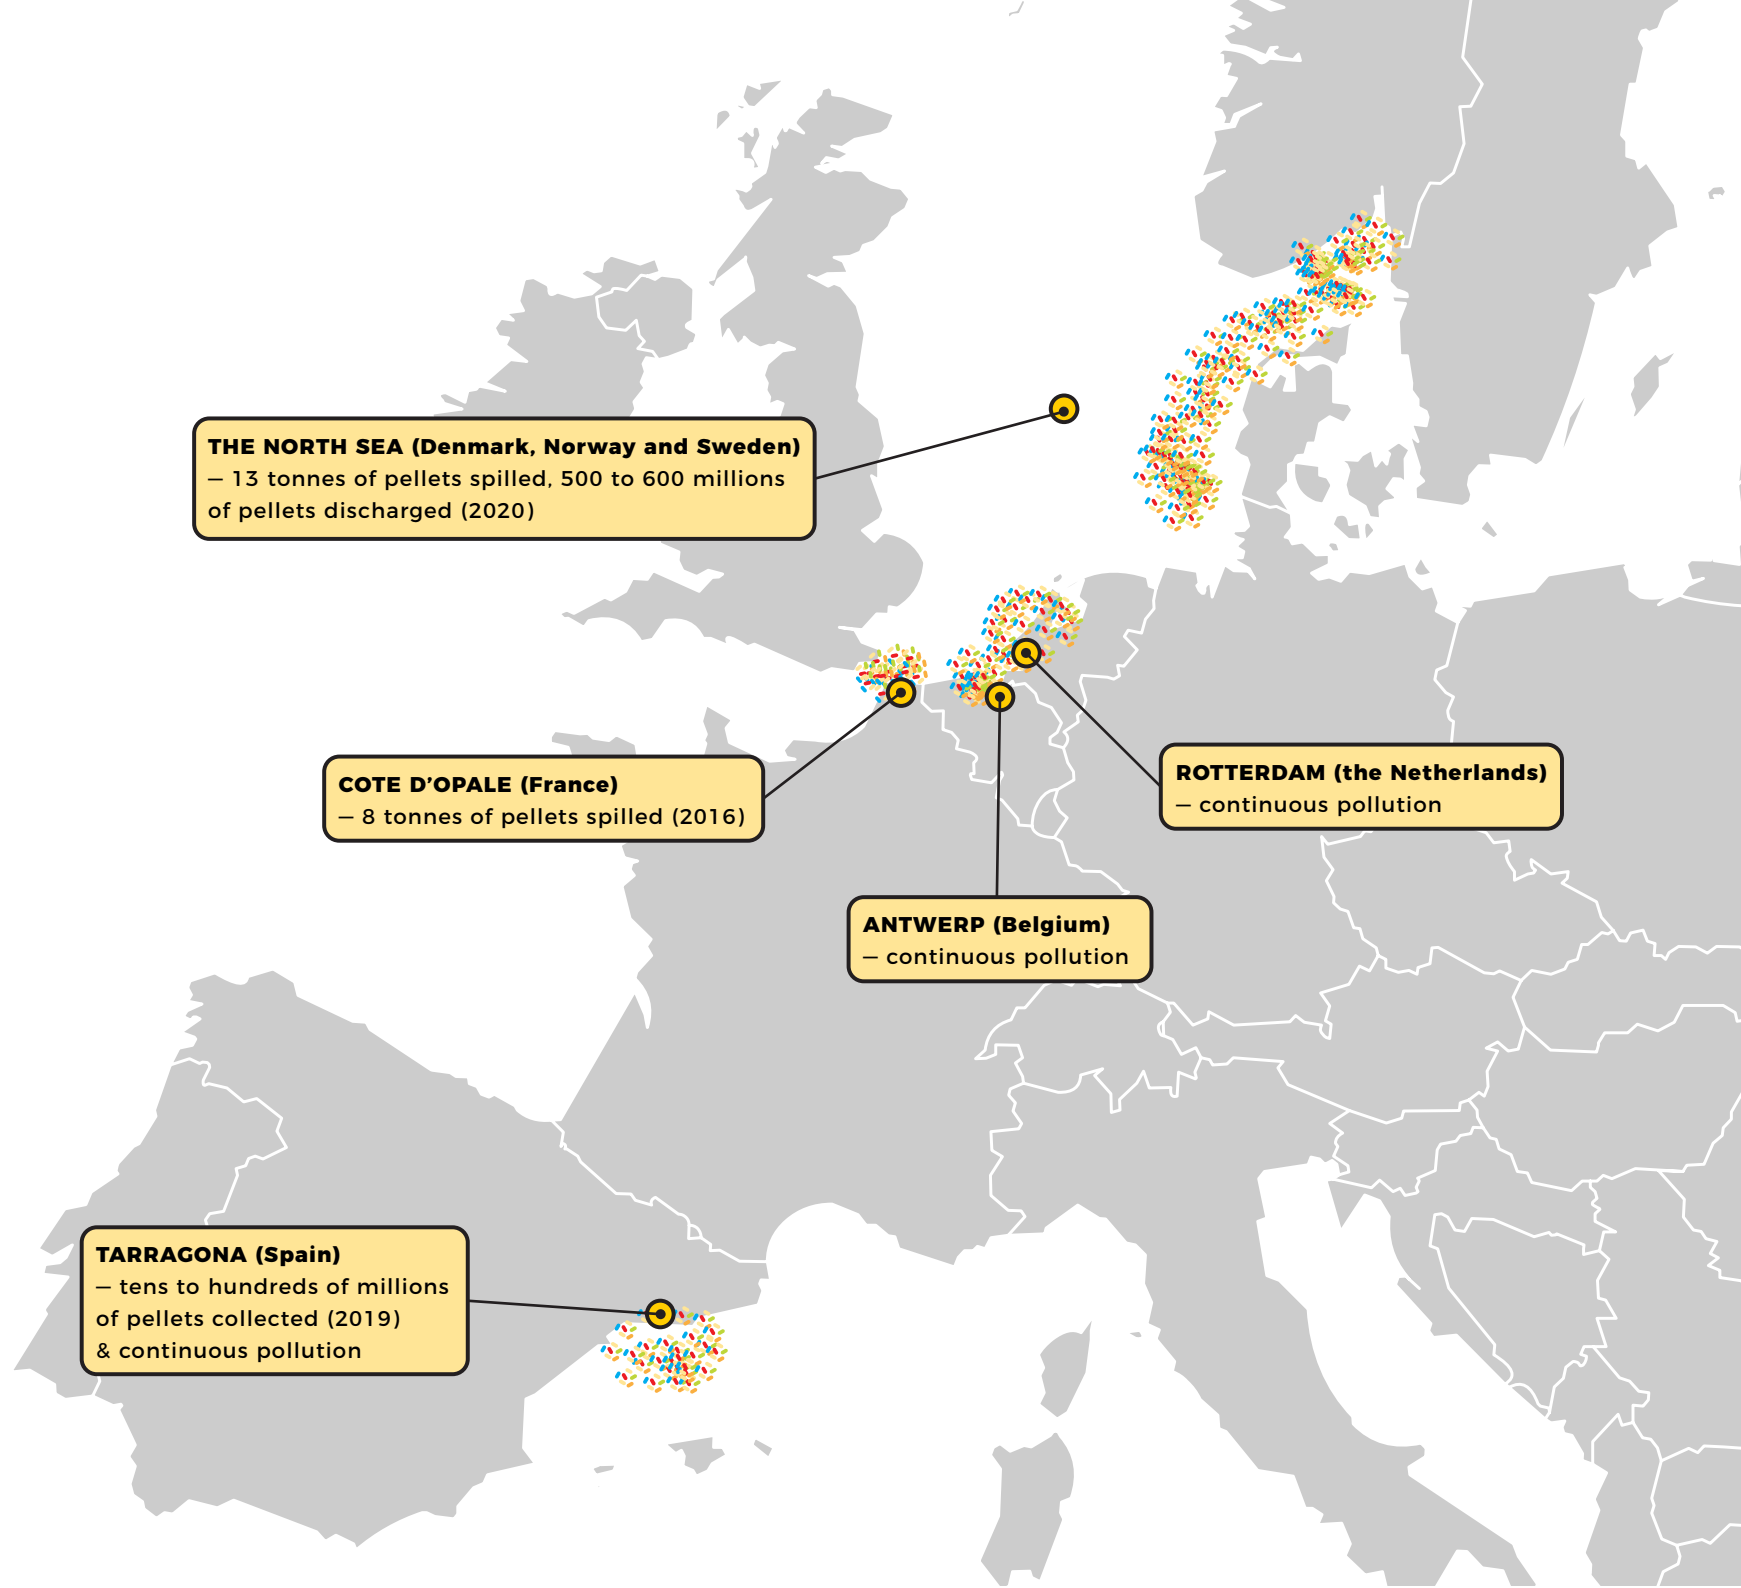 THE NORTH SEA (Denmark, Norway and Sweden)
– 13 tonnes of pellets spilled, 500 to 600 millions
of pellets discharged (2020)
COTE D’OPALE (France)
– 8 tonnes of pellets spilled (2016)
ROTTERDAM (the Netherlands)
– continuous pollution
ANTWERP (Belgium)
– continuous pollution
TARRAGONA (Spain)
– tens to hundreds of millions
of pellets collected (2019)
& continuous pollution